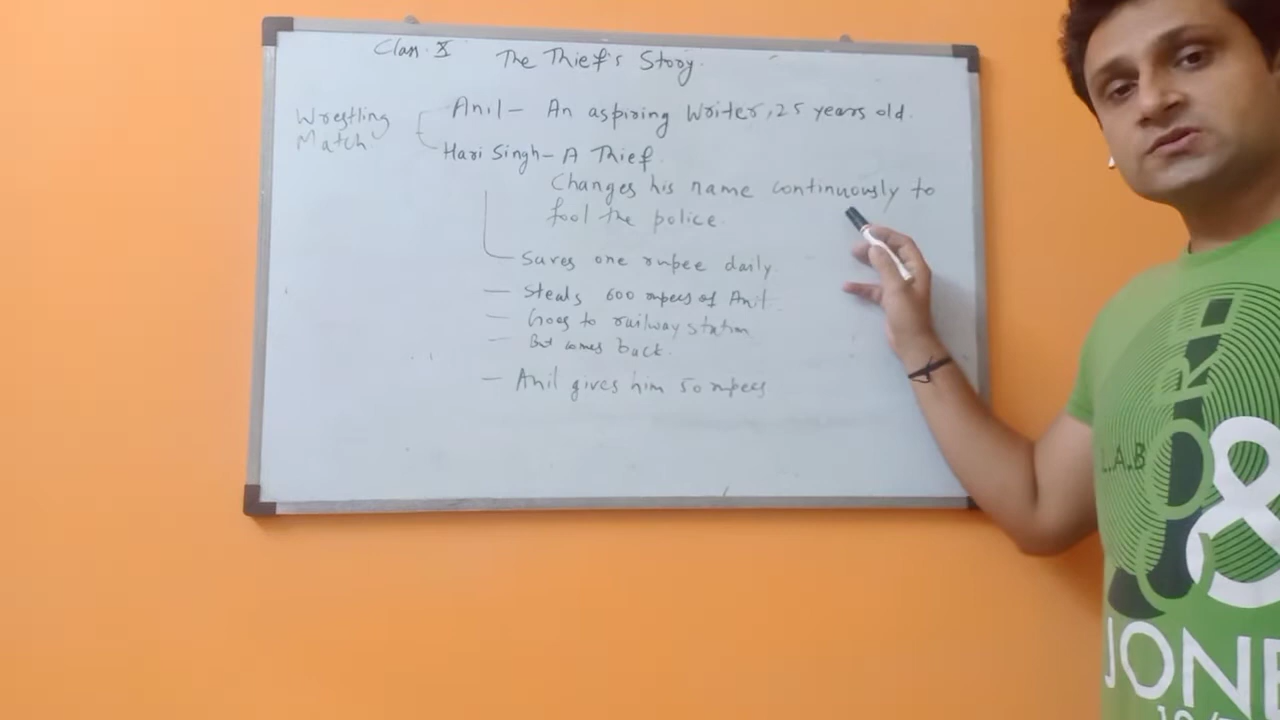 Class. X The Thief's Story.
Wrestling
Match
Anil - An aspiring Writer, 25 years old.
Hari Singh - A Thief.
Changes his name continuously to
fool the police.
Saves one rupee daily
- Steals 600 rupees of Anil
- Goes to railway station
- But comes back.
- Anil gives him 50 rupees
L.A.B
&
JONE